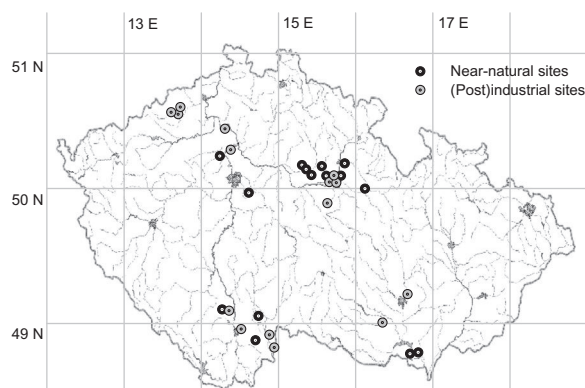 13 E 15 E 17 E
51 N
Near-natural sites
(Post)industrial sites
50 N
49 N